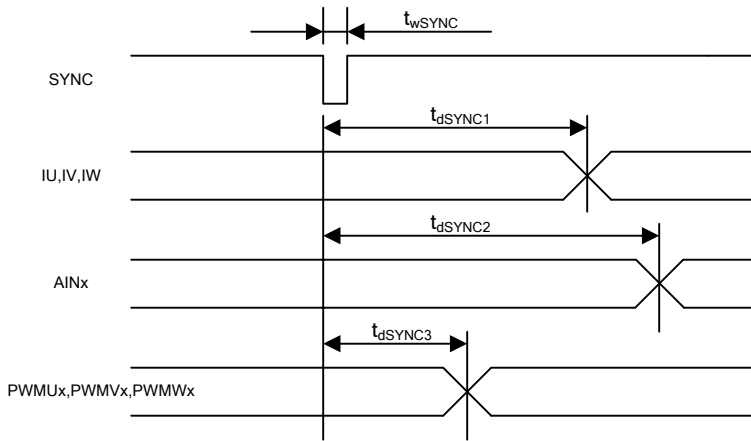 twSYNC
SYNC
tdSYNC1
IU,IV,IW
tdSYNC2
AINx
tdSYNC3
PWMUx,PWMVx,PWMWx